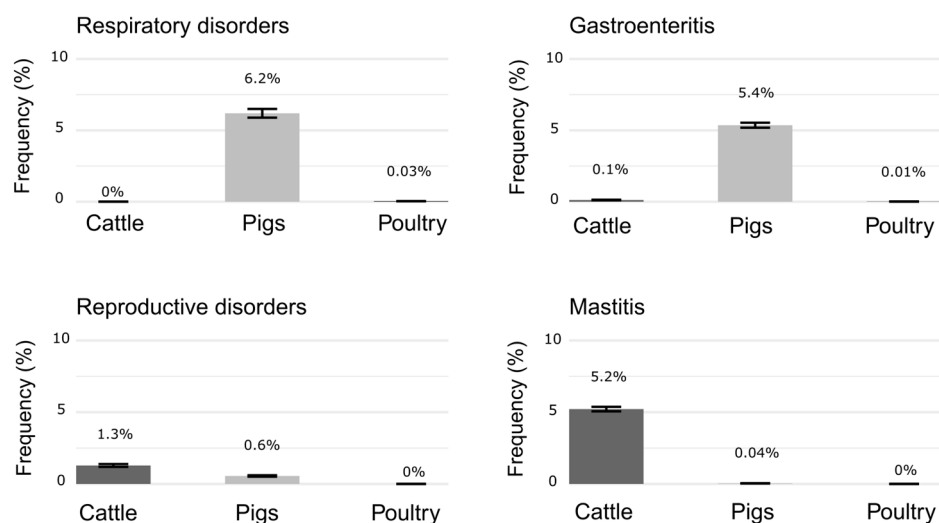 Respiratory disorders
Frequency (%)
10
5
0
0%
6.2%
0.03%
Cattle Pigs Poultry
Gastroenteritis
Frequency (%)
10
5
0
0.1%
5.4%
0.01%
Cattle Pigs Poultry
Reproductive disorders
Frequency (%)
10
5
0
1.3%
0.6%
0%
Cattle Pigs Poultry
Mastitis
Frequency (%)
10
5
0
5.2%
0.04%
0%
Cattle Pigs Poultry